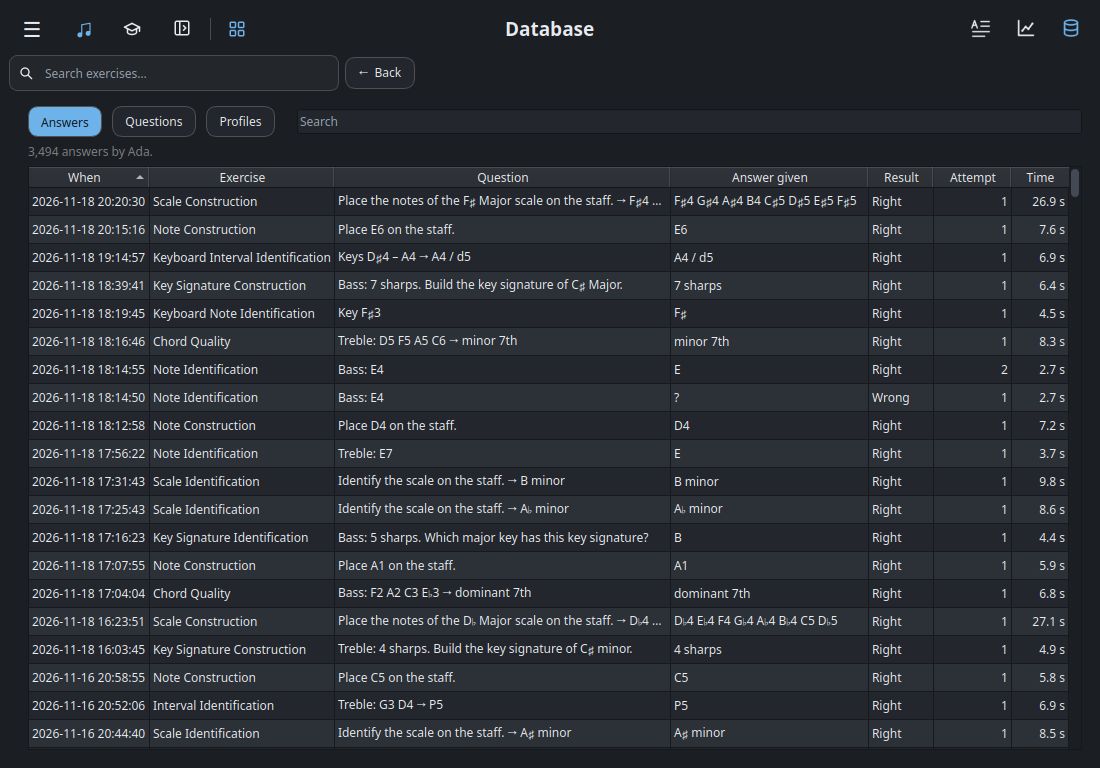 Database
Search exercises...
← Back
Answers Questions Profiles Search
3,494 answers by Ada.
When Exercise Question Answer given Result Attempt Time
2026-11-18 20:20:30 Scale Construction Place the notes of the F♯ Major scale on the staff. → F♯4 ... F♯4 G♯4 A♯4 B4 C♯5 D♯5 E♯5 F♯5 Right 1 26.9 s
2026-11-18 20:15:16 Note Construction Place E6 on the staff. E6 Right 1 7.6 s
2026-11-18 19:14:57 Keyboard Interval Identification Keys D♯4 – A4 → A4 / d5 A4 / d5 Right 1 6.9 s
2026-11-18 18:39:41 Key Signature Construction Bass: 7 sharps. Build the key signature of C♯ Major. 7 sharps Right 1 6.4 s
2026-11-18 18:19:45 Keyboard Note Identification Key F♯3 F♯ Right 1 4.5 s
2026-11-18 18:16:46 Chord Quality Treble: D5 F5 A5 C6 → minor 7th minor 7th Right 1 8.3 s
2026-11-18 18:14:55 Note Identification Bass: E4 E Right 2 2.7 s
2026-11-18 18:14:50 Note Identification Bass: E4 ? Wrong 1 2.7 s
2026-11-18 18:12:58 Note Construction Place D4 on the staff. D4 Right 1 7.2 s
2026-11-18 17:56:22 Note Identification Treble: E7 E Right 1 3.7 s
2026-11-18 17:31:43 Scale Identification Identify the scale on the staff. → B minor B minor Right 1 9.8 s
2026-11-18 17:25:43 Scale Identification Identify the scale on the staff. → A♭ minor A♭ minor Right 1 8.6 s
2026-11-18 17:16:23 Key Signature Identification Bass: 5 sharps. Which major key has this key signature? B Right 1 4.4 s
2026-11-18 17:07:55 Note Construction Place A1 on the staff. A1 Right 1 5.9 s
2026-11-18 17:04:04 Chord Quality Bass: F2 A2 C3 E♭3 → dominant 7th dominant 7th Right 1 6.8 s
2026-11-18 16:23:51 Scale Construction Place the notes of the D♭ Major scale on the staff. → D♭4 ... D♭4 E♭4 F4 G♭4 A♭4 B♭4 C5 D♭5 Right 1 27.1 s
2026-11-18 16:03:45 Key Signature Construction Treble: 4 sharps. Build the key signature of C♯ minor. 4 sharps Right 1 4.9 s
2026-11-16 20:58:55 Note Construction Place C5 on the staff. C5 Right 1 5.8 s
2026-11-16 20:52:06 Interval Identification Treble: G3 D4 → P5 P5 Right 1 6.9 s
2026-11-16 20:44:40 Scale Identification Identify the scale on the staff. → A♯ minor A♯ minor Right 1 8.5 s